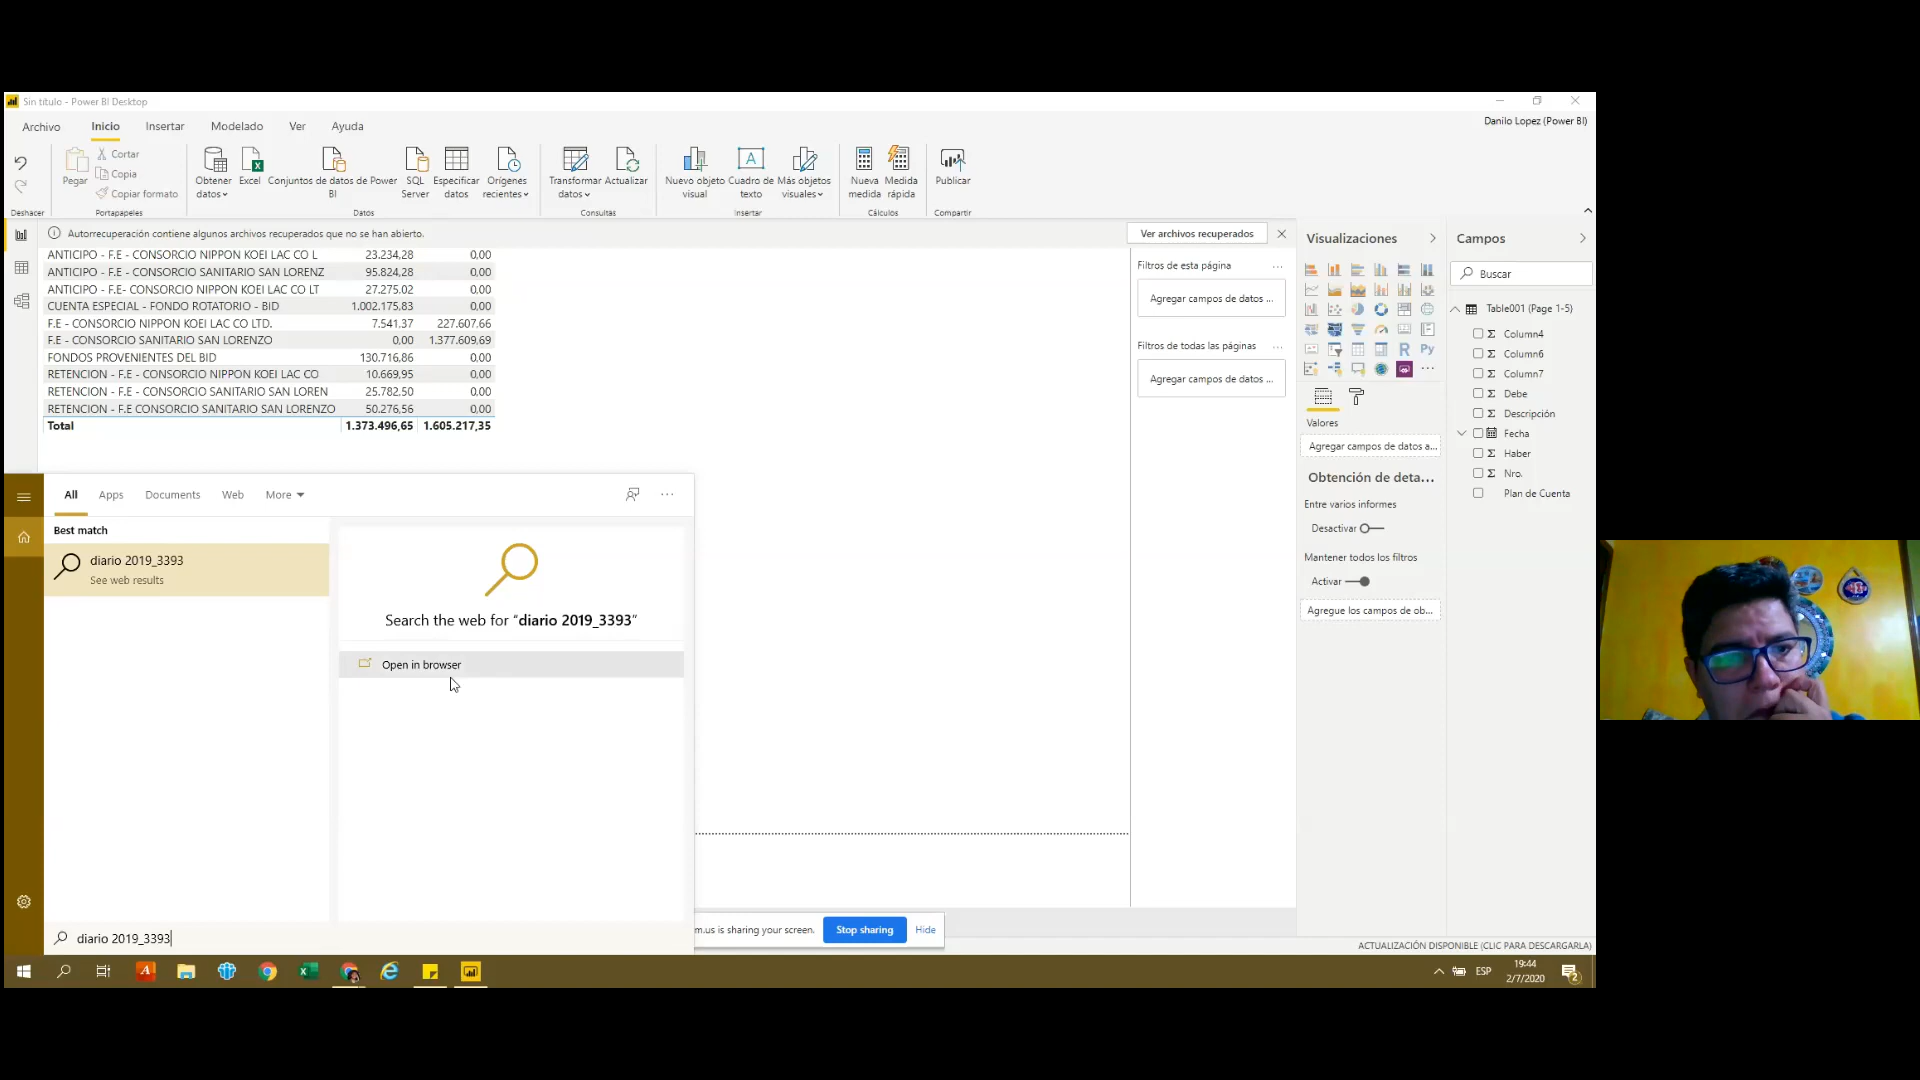 Sin título - Power BI Desktop
Archivo Inicio Insertar Modelado Ver Ayuda
Danilo Lopez (Power BI)
Pegar
Cortar
Copia
Copiar formato
Obtener datos
Excel
Conjuntos de datos de Power BI
SQL Server
Especificar datos
Orígenes recientes
Transformar datos
Actualizar
Nuevo objeto visual
Cuadro de texto
Más objetos visuales
Nueva medida
Medida rápida
Publicar
Deshacer Portapapeles Datos Consultas Insertar Cálculos Compartir
Autorrecuperación contiene algunos archivos recuperados que no se han abierto.
Ver archivos recuperados
ANTICIPO - F.E - CONSORCIO NIPPON KOEI LAC CO L 23.234,28 0,00
ANTICIPO - F.E - CONSORCIO SANITARIO SAN LORENZ 95.824,28 0,00
ANTICIPO - F.E- CONSORCIO NIPPON KOEI LAC CO LT 27.275,02 0,00
CUENTA ESPECIAL - FONDO ROTATORIO - BID 1.002.175,83 0,00
F.E - CONSORCIO NIPPON KOEI LAC CO LTD. 7.541,37 227.607,66
F.E - CONSORCIO SANITARIO SAN LORENZO 0,00 1.377.609,69
FONDOS PROVENIENTES DEL BID 130.716,86 0,00
RETENCION - F.E - CONSORCIO NIPPON KOEI LAC CO 10.669,95 0,00
RETENCION - F.E - CONSORCIO SANITARIO SAN LOREN 25.782,50 0,00
RETENCION - F.E CONSORCIO SANITARIO SAN LORENZO 50.276,56 0,00
Total 1.373.496,65 1.605.217,35
Filtros de esta página ...
Agregar campos de datos ...
Filtros de todas las páginas ...
Agregar campos de datos ...
Visualizaciones
R Py
Valores
Agregar campos de datos a...
Obtención de deta...
Entre varios informes
Desactivar
Mantener todos los filtros
Activar
Agregue los campos de ob...
Campos
Buscar
Table001 (Page 1-5)
Σ Column4
Σ Column6
Σ Column7
Σ Debe
Σ Descripción
Fecha
Σ Haber
Σ Nro.
Plan de Cuenta
All Apps Documents Web More
Best match
diario 2019_3393
See web results
Search the web for "diario 2019_3393"
Open in browser
diario 2019_3393
m.us is sharing your screen.
Stop sharing
Hide
ACTUALIZACIÓN DISPONIBLE (CLIC PARA DESCARGARLA)
ESP
19:44
2/7/2020
2